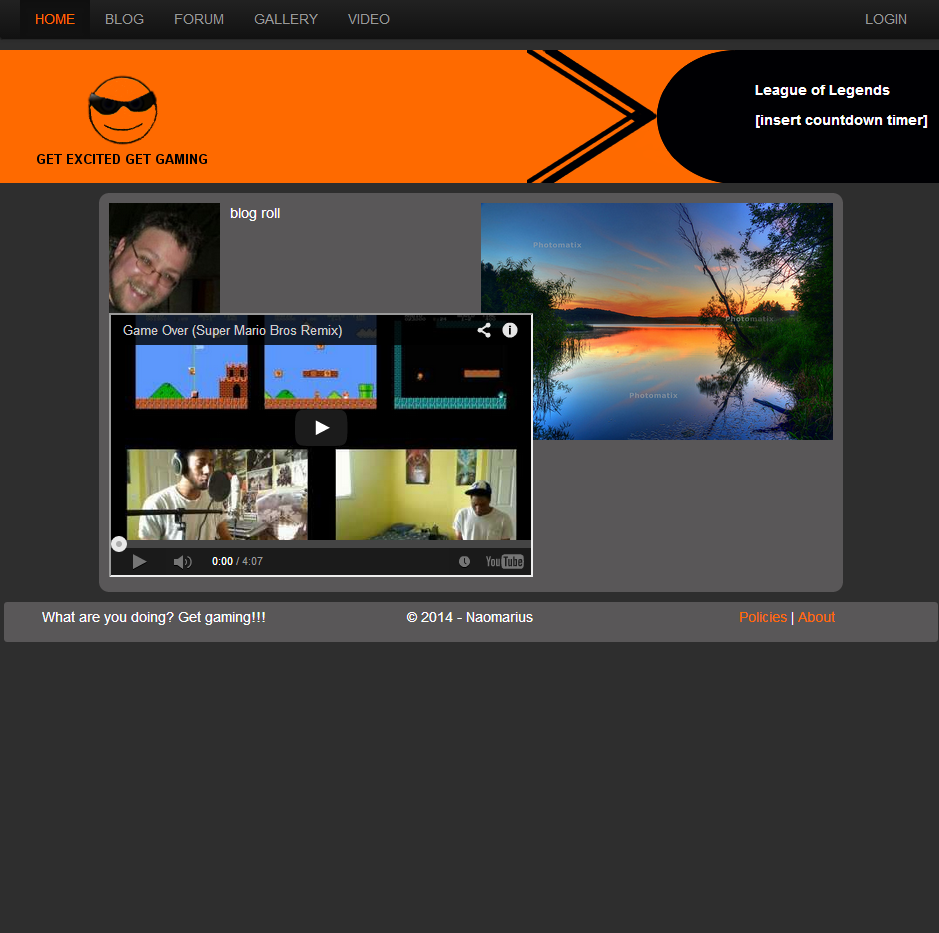 HOME BLOG FORUM GALLERY VIDEO LOGIN
League of Legends
[insert countdown timer]
GET EXCITED GET GAMING
blog roll
Photomatix
Photomatix
Photomatix
Game Over (Super Mario Bros Remix)
0:00 / 4:07
YouTube
What are you doing? Get gaming!!! © 2014 - Naomarius Policies | About